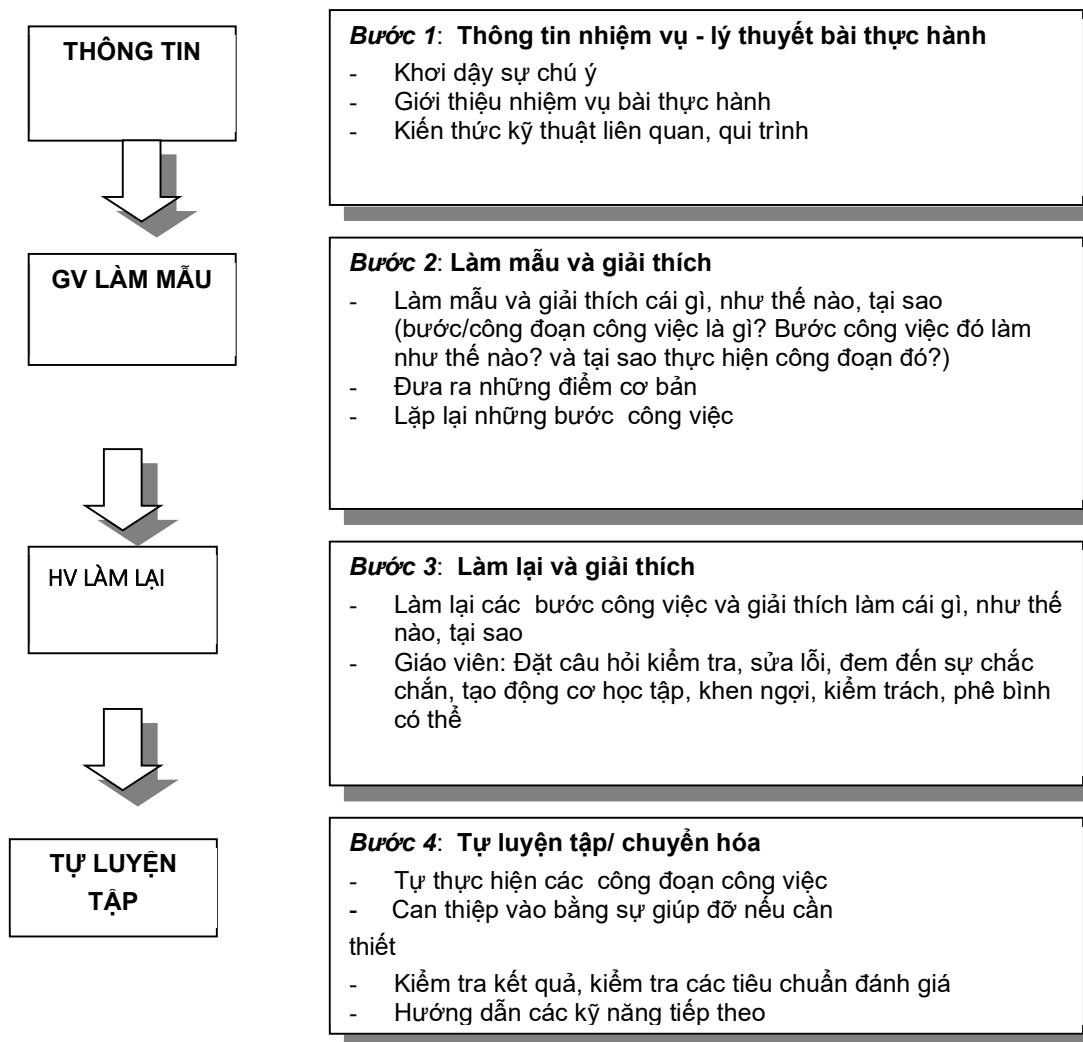 THÔNG TIN
Bước 1: Thông tin nhiệm vụ - lý thuyết bài thực hành
- Khơi dậy sự chú ý
- Giới thiệu nhiệm vụ bài thực hành
- Kiến thức kỹ thuật liên quan, qui trình
GV LÀM MẪU
Bước 2: Làm mẫu và giải thích
- Làm mẫu và giải thích cái gì, như thế nào, tại sao
(bước/công đoạn công việc là gì? Bước công việc đó làm
như thế nào? và tại sao thực hiện công đoạn đó?)
- Đưa ra những điểm cơ bản
- Lặp lại những bước công việc
HV LÀM LẠI
Bước 3: Làm lại và giải thích
- Làm lại các bước công việc và giải thích làm cái gì, như thế
nào, tại sao
- Giáo viên: Đặt câu hỏi kiểm tra, sửa lỗi, đem đến sự chắc
chắn, tạo động cơ học tập, khen ngợi, kiểm trách, phê bình
có thể
TỰ LUYỆN
TẬP
Bước 4: Tự luyện tập/ chuyển hóa
- Tự thực hiện các công đoạn công việc
- Can thiệp vào bằng sự giúp đỡ nếu cần
thiết
- Kiểm tra kết quả, kiểm tra các tiêu chuẩn đánh giá
- Hướng dẫn các kỹ năng tiếp theo